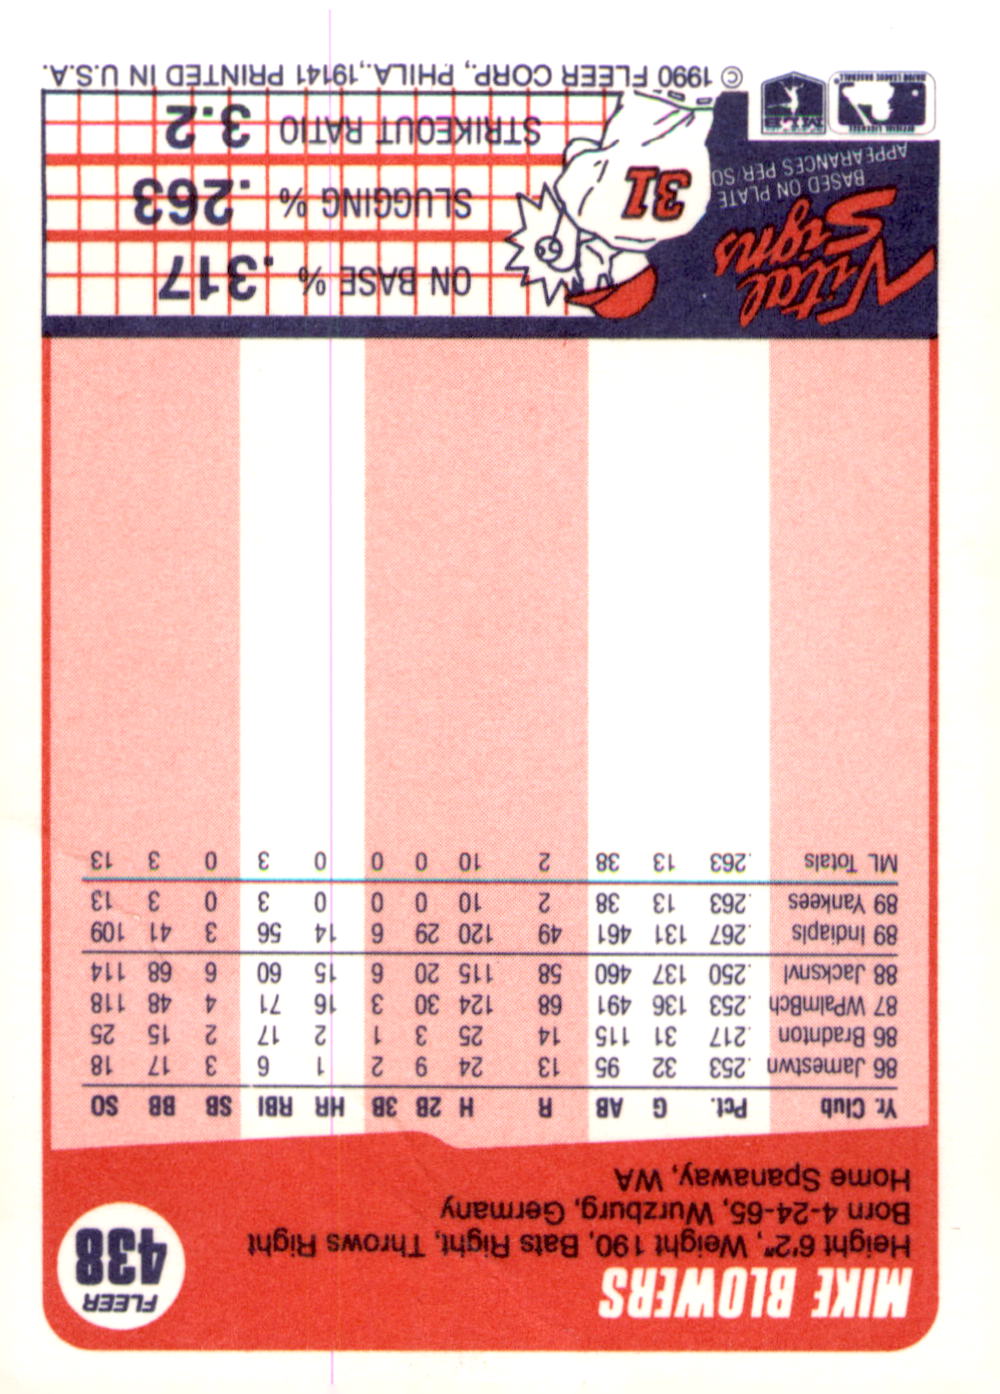 FLEER
438
MIKE BLOWERS
Height 6'2", Weight 190, Bats Right, Throws Right
Born 4-24-65, Wurzburg, Germany
Home Spanaway, WA
Yr. Club Pct. G AB R H 2B 3B HR RBI SB BB SO
86 Jamestwn .253 32 95 13 24 9 2 1 6 3 17 18
86 Bradnton .217 31 115 14 25 3 1 2 17 2 15 25
87 WPalmBch .253 136 491 68 124 30 3 16 71 4 48 118
88 Jacksnvl .250 137 460 58 115 20 6 15 60 6 68 114
89 Indiapls .267 131 461 49 120 29 6 14 56 3 41 109
89 Yankees .263 13 38 2 10 0 0 0 3 0 3 13
ML Totals .263 13 38 2 10 0 0 0 3 0 3 13
Vital
Signs
BASED ON PLATE
APPEARANCES PER/SO
31
ON BASE % .317
SLUGGING % .263
STRIKEOUT RATIO 3.2
OFFICIAL LICENSEE
MAJOR LEAGUE BASEBALL
© 1990 FLEER CORP., PHILA., 19141 PRINTED IN U.S.A.